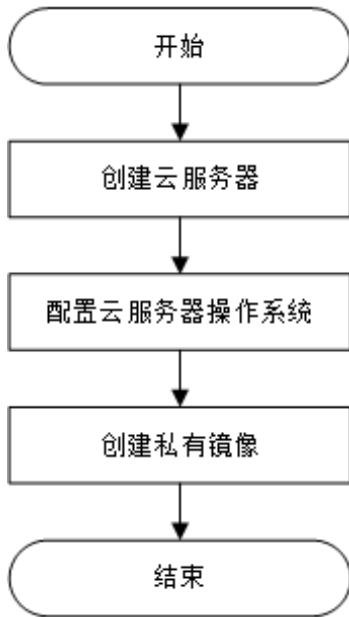 开始
创建云服务器
配置云服务器操作系统
创建私有镜像
结束